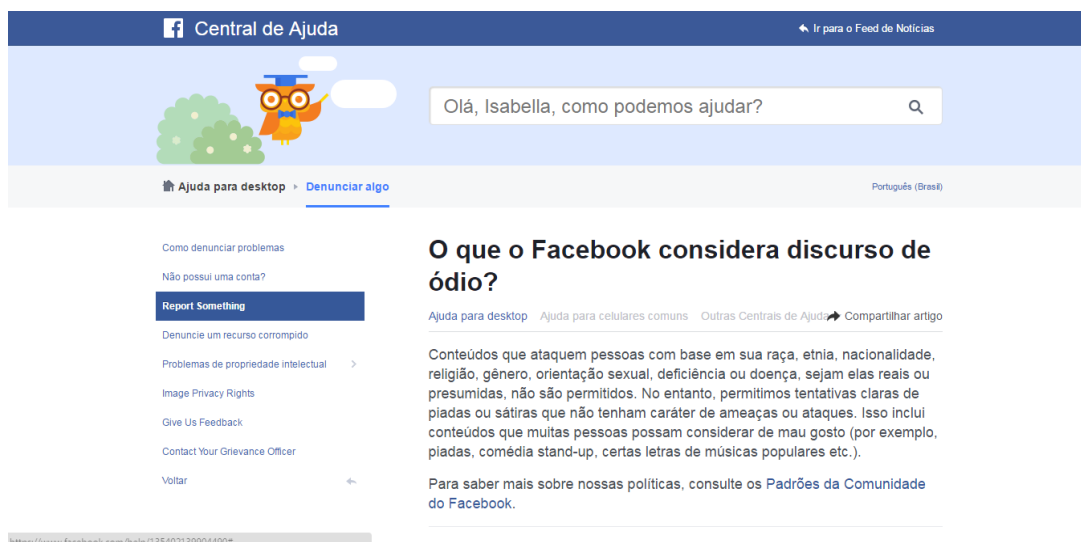 f Central de Ajuda
Ir para o Feed de Notícias
Olá, Isabella, como podemos ajudar?
Ajuda para desktop
Denunciar algo
Português (Brasil)
Como denunciar problemas
Não possui uma conta?
Report Something
Denuncie um recurso corrompido
Problemas de propriedade intelectual
Image Privacy Rights
Give Us Feedback
Contact Your Grievance Officer
Voltar
O que o Facebook considera discurso de
ódio?
Ajuda para desktop Ajuda para celulares comuns Outras Centrais de Ajuda Compartilhar artigo
Conteúdos que ataquem pessoas com base em sua raça, etnia, nacionalidade,
religião, gênero, orientação sexual, deficiência ou doença, sejam elas reais ou
presumidas, não são permitidos. No entanto, permitimos tentativas claras de
piadas ou sátiras que não tenham caráter de ameaças ou ataques. Isso inclui
conteúdos que muitas pessoas possam considerar de mau gosto (por exemplo,
piadas, comédia stand-up, certas letras de músicas populares etc.).
Para saber mais sobre nossas políticas, consulte os Padrões da Comunidade
do Facebook.